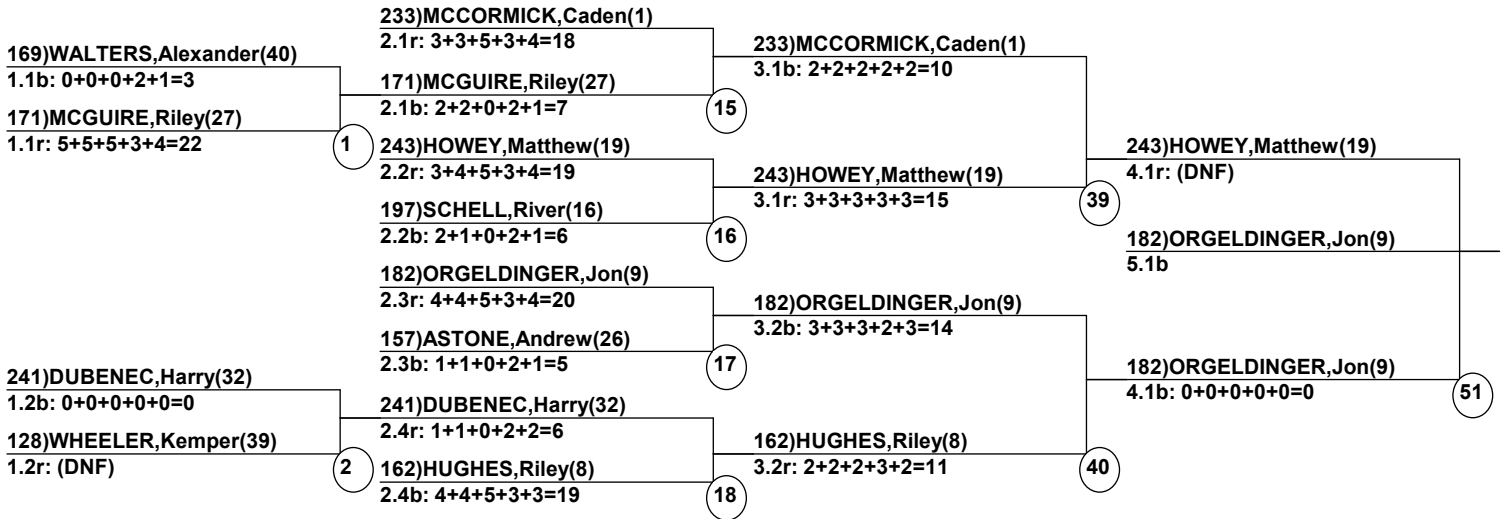 169)WALTERS,Alexander(40)
1.1b: 0+0+0+2+1=3
171)MCGUIRE,Riley(27)
1.1r: 5+5+5+3+4=22
1
241)DUBENEC,Harry(32)
1.2b: 0+0+0+0+0=0
128)WHEELER,Kemper(39)
1.2r: (DNF)
2
233)MCCORMICK,Caden(1)
2.1r: 3+3+5+3+4=18
171)MCGUIRE,Riley(27)
2.1b: 2+2+0+2+1=7
15
243)HOWEY,Matthew(19)
2.2r: 3+4+5+3+4=19
197)SCHELL,River(16)
2.2b: 2+1+0+2+1=6
16
182)ORGELDINGER,Jon(9)
2.3r: 4+4+5+3+4=20
157)ASTONE,Andrew(26)
2.3b: 1+1+0+2+1=5
17
241)DUBENEC,Harry(32)
2.4r: 1+1+0+2+2=6
162)HUGHES,Riley(8)
2.4b: 4+4+5+3+3=19
18
233)MCCORMICK,Caden(1)
3.1b: 2+2+2+2+2=10
243)HOWEY,Matthew(19)
3.1r: 3+3+3+3+3=15
39
182)ORGELDINGER,Jon(9)
3.2b: 3+3+3+2+3=14
162)HUGHES,Riley(8)
3.2r: 2+2+2+3+2=11
40
243)HOWEY,Matthew(19)
4.1r: (DNF)
182)ORGELDINGER,Jon(9)
4.1b: 0+0+0+0+0=0
51
182)ORGELDINGER,Jon(9)
5.1b